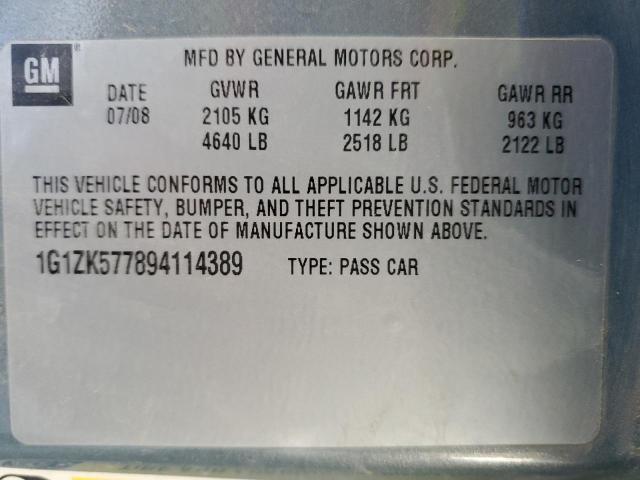 GM ® MFD BY GENERAL MOTORS CORP.
DATE GVWR GAWR FRT GAWR RR
07/08 2105 KG 1142 KG 963 KG
4640 LB 2518 LB 2122 LB
THIS VEHICLE CONFORMS TO ALL APPLICABLE U.S. FEDERAL MOTOR
VEHICLE SAFETY, BUMPER, AND THEFT PREVENTION STANDARDS IN
EFFECT ON THE DATE OF MANUFACTURE SHOWN ABOVE.
1G1ZK577894114389 TYPE: PASS CAR